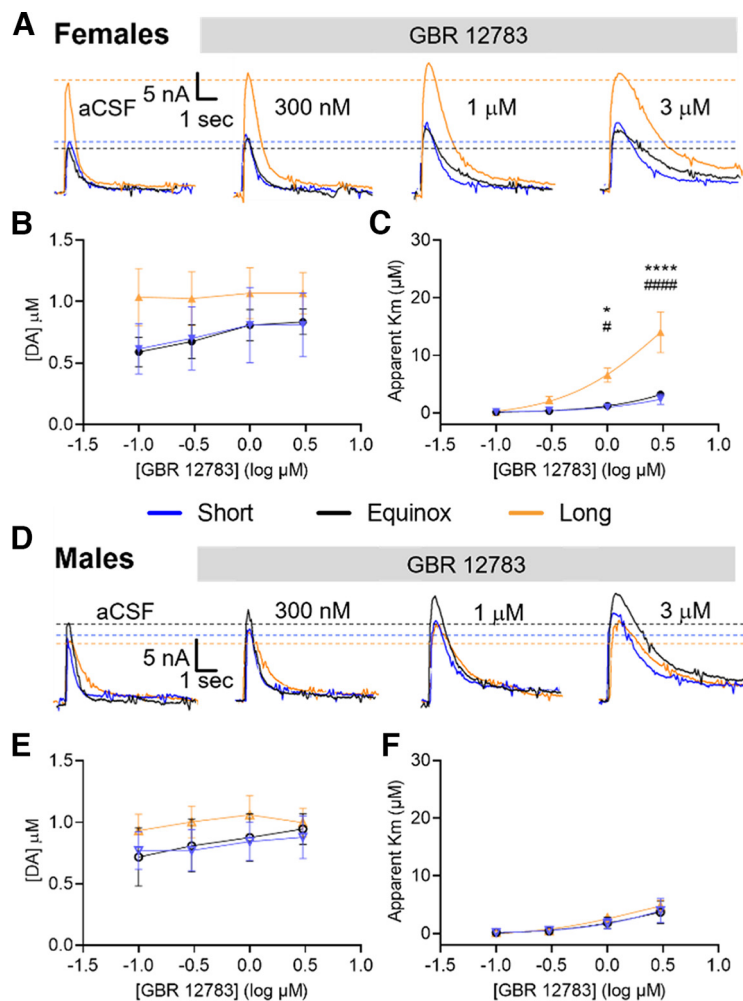 A Females GBR 12783
aCSF 5 nA 1 sec 300 nM 1 μM 3 μM
B
1.5
1.0
0.5
0.0
[DA] μM
-1.5 -1.0 -0.5 0.0 0.5 1.0
[GBR 12783] (log μM)
C
30
20
10
0
Apparent Km (μM)
* ****
# ####
-1.5 -1.0 -0.5 0.0 0.5 1.0
[GBR 12783] (log μM)
Short Equinox Long
D Males GBR 12783
aCSF 5 nA 1 sec 300 nM 1 μM 3 μM
E
1.5
1.0
0.5
0.0
[DA] μM
-1.5 -1.0 -0.5 0.0 0.5 1.0
[GBR 12783] (log μM)
F
30
20
10
0
Apparent Km (μM)
-1.5 -1.0 -0.5 0.0 0.5 1.0
[GBR 12783] (log μM)